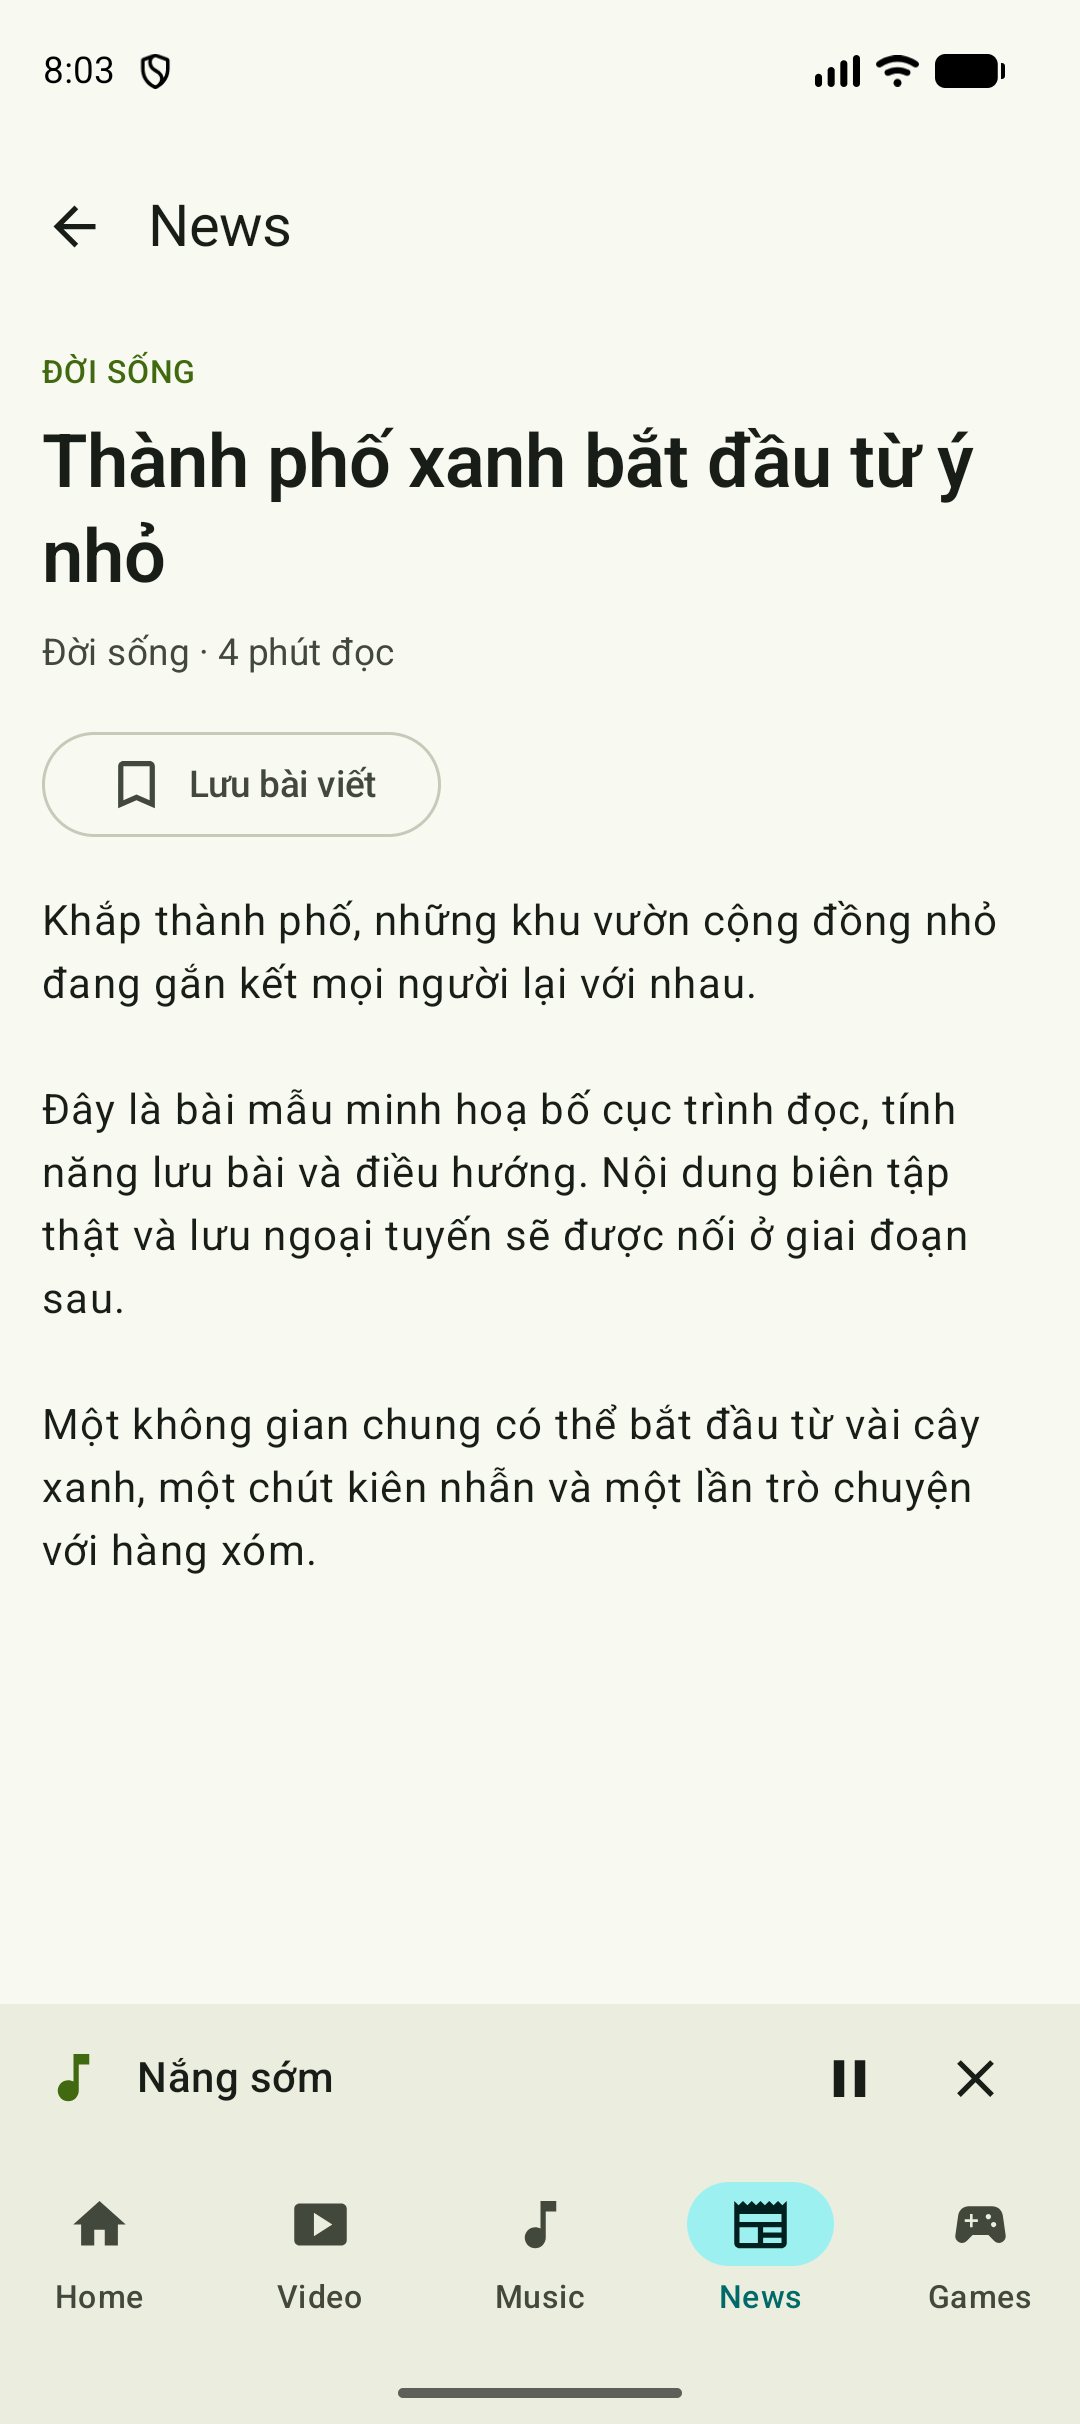 8:03
News
ĐỜI SỐNG
Thành phố xanh bắt đầu từ ý
nhỏ
Đời sống · 4 phút đọc
Lưu bài viết
Khắp thành phố, những khu vườn cộng đồng nhỏ
đang gắn kết mọi người lại với nhau.
Đây là bài mẫu minh hoạ bố cục trình đọc, tính
năng lưu bài và điều hướng. Nội dung biên tập
thật và lưu ngoại tuyến sẽ được nối ở giai đoạn
sau.
Một không gian chung có thể bắt đầu từ vài cây
xanh, một chút kiên nhẫn và một lần trò chuyện
với hàng xóm.
Nắng sớm
Home
Video
Music
News
Games